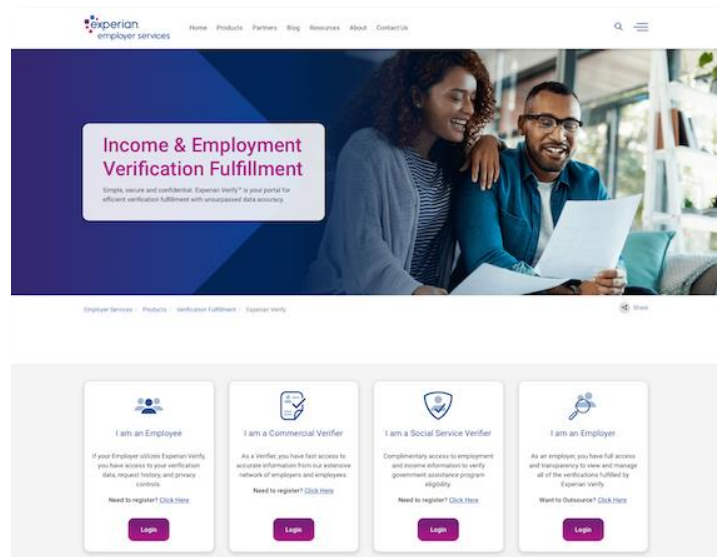 experian.
employer services
Home Products Partners Blog Resources About Contact Us
Income & Employment
Verification Fulfillment
Simple, secure and confidential. Experian Verify™ is your portal for
efficient verification fulfillment with unsurpassed data accuracy.
Employer Services / Products / Verification Fulfillment / Experian Verify
Share
I am an Employee
If your Employer utilizes Experian Verify,
you have access to your verification
data, request history, and privacy
controls.
Need to register? Click Here
Login
I am a Commercial Verifier
As a Verifier, you have fast access to
accurate information from our extensive
network of employers and employees.
Need to register? Click Here
Login
I am a Social Service Verifier
Complimentary access to employment
and income information to verify
government assistance program
eligibility.
Need to register? Click Here
Login
I am an Employer
As an employer, you have full access
and transparency to view and manage
all of the verifications fulfilled by
Experian Verify.
Want to Outsource? Click Here
Login